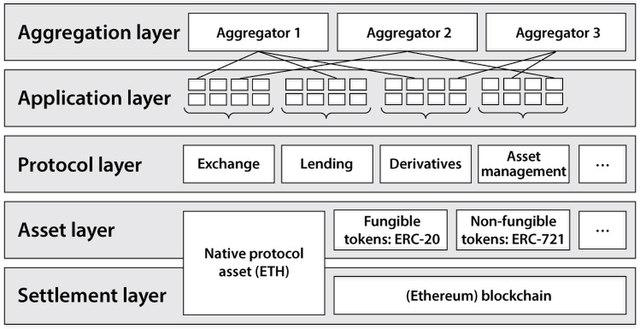 Aggregation layer
Aggregator 1
Aggregator 2
Aggregator 3
Application layer
Protocol layer
Exchange
Lending
Derivatives
Asset
management
...
Asset layer
Native protocol
asset (ETH)
Fungible
tokens: ERC-20
Non-fungible
tokens: ERC-721
...
Settlement layer
(Ethereum) blockchain